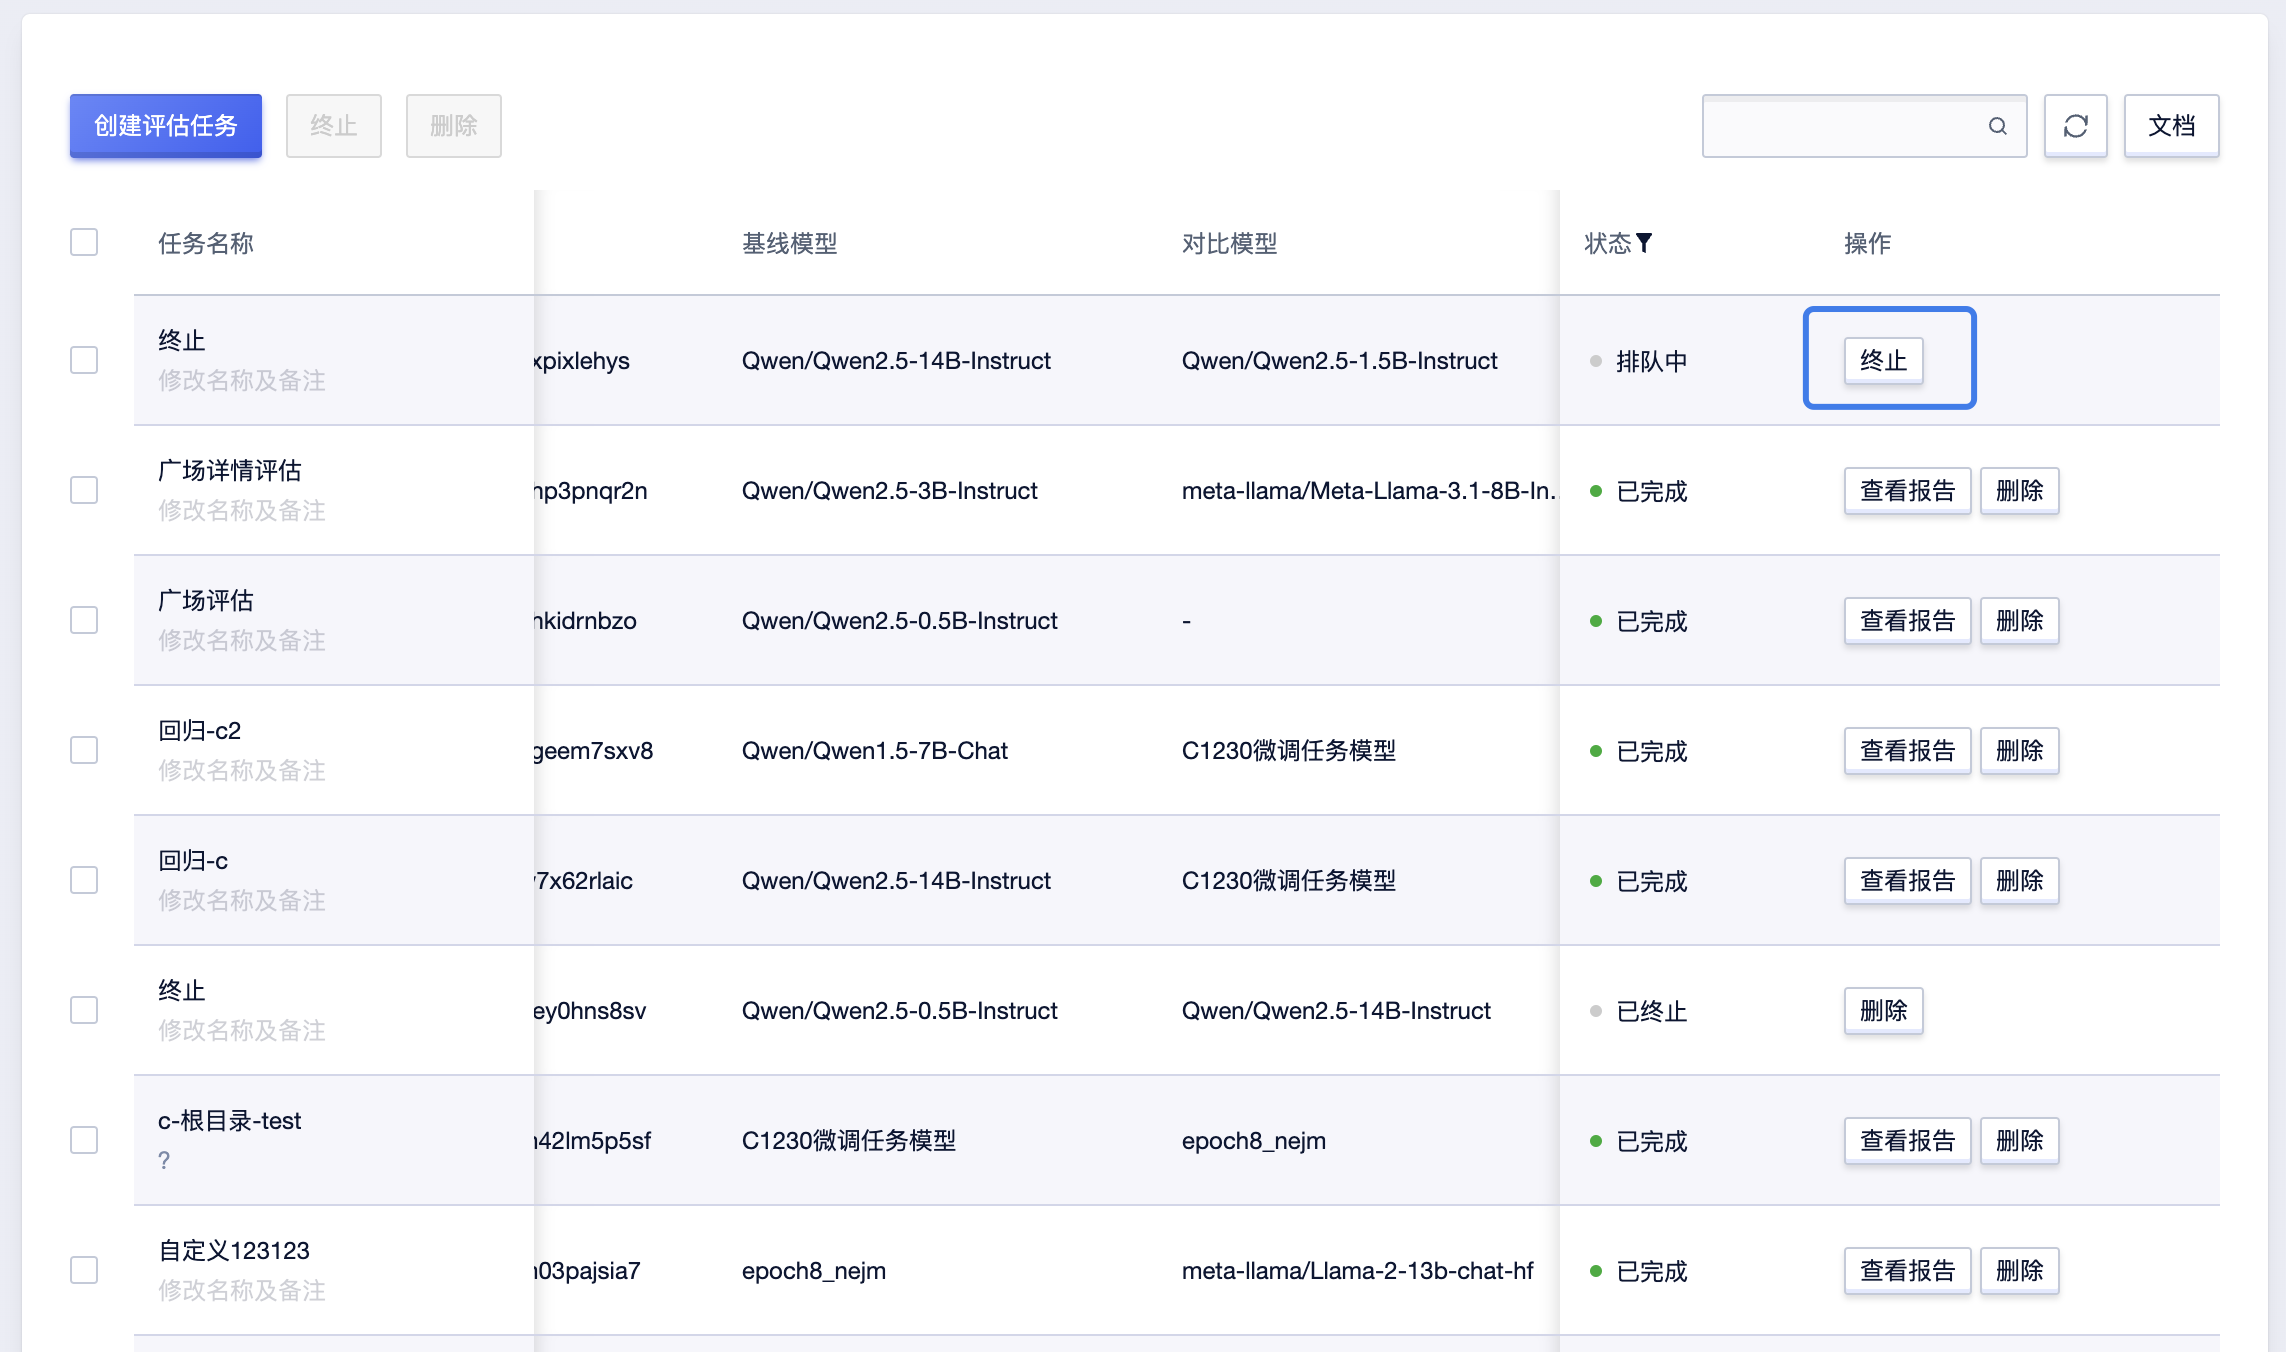 创建评估任务 终止 删除 文档
任务名称 基线模型 对比模型 状态 操作
终止
修改名称及备注
xpixlehys Qwen/Qwen2.5-14B-Instruct Qwen/Qwen2.5-1.5B-Instruct 排队中 终止
广场详情评估
修改名称及备注
hp3pnqr2n Qwen/Qwen2.5-3B-Instruct meta-llama/Meta-Llama-3.1-8B-In... 已完成 查看报告 删除
广场评估
修改名称及备注
hkidrnbzo Qwen/Qwen2.5-0.5B-Instruct - 已完成 查看报告 删除
回归-c2
修改名称及备注
geem7sxv8 Qwen/Qwen1.5-7B-Chat C1230微调任务模型 已完成 查看报告 删除
回归-c
修改名称及备注
7x62rlaic Qwen/Qwen2.5-14B-Instruct C1230微调任务模型 已完成 查看报告 删除
终止
修改名称及备注
ey0hns8sv Qwen/Qwen2.5-0.5B-Instruct Qwen/Qwen2.5-14B-Instruct 已终止 删除
c-根目录-test
?
42lm5p5sf C1230微调任务模型 epoch8_nejm 已完成 查看报告 删除
自定义123123
修改名称及备注
03pajsia7 epoch8_nejm meta-llama/Llama-2-13b-chat-hf 已完成 查看报告 删除